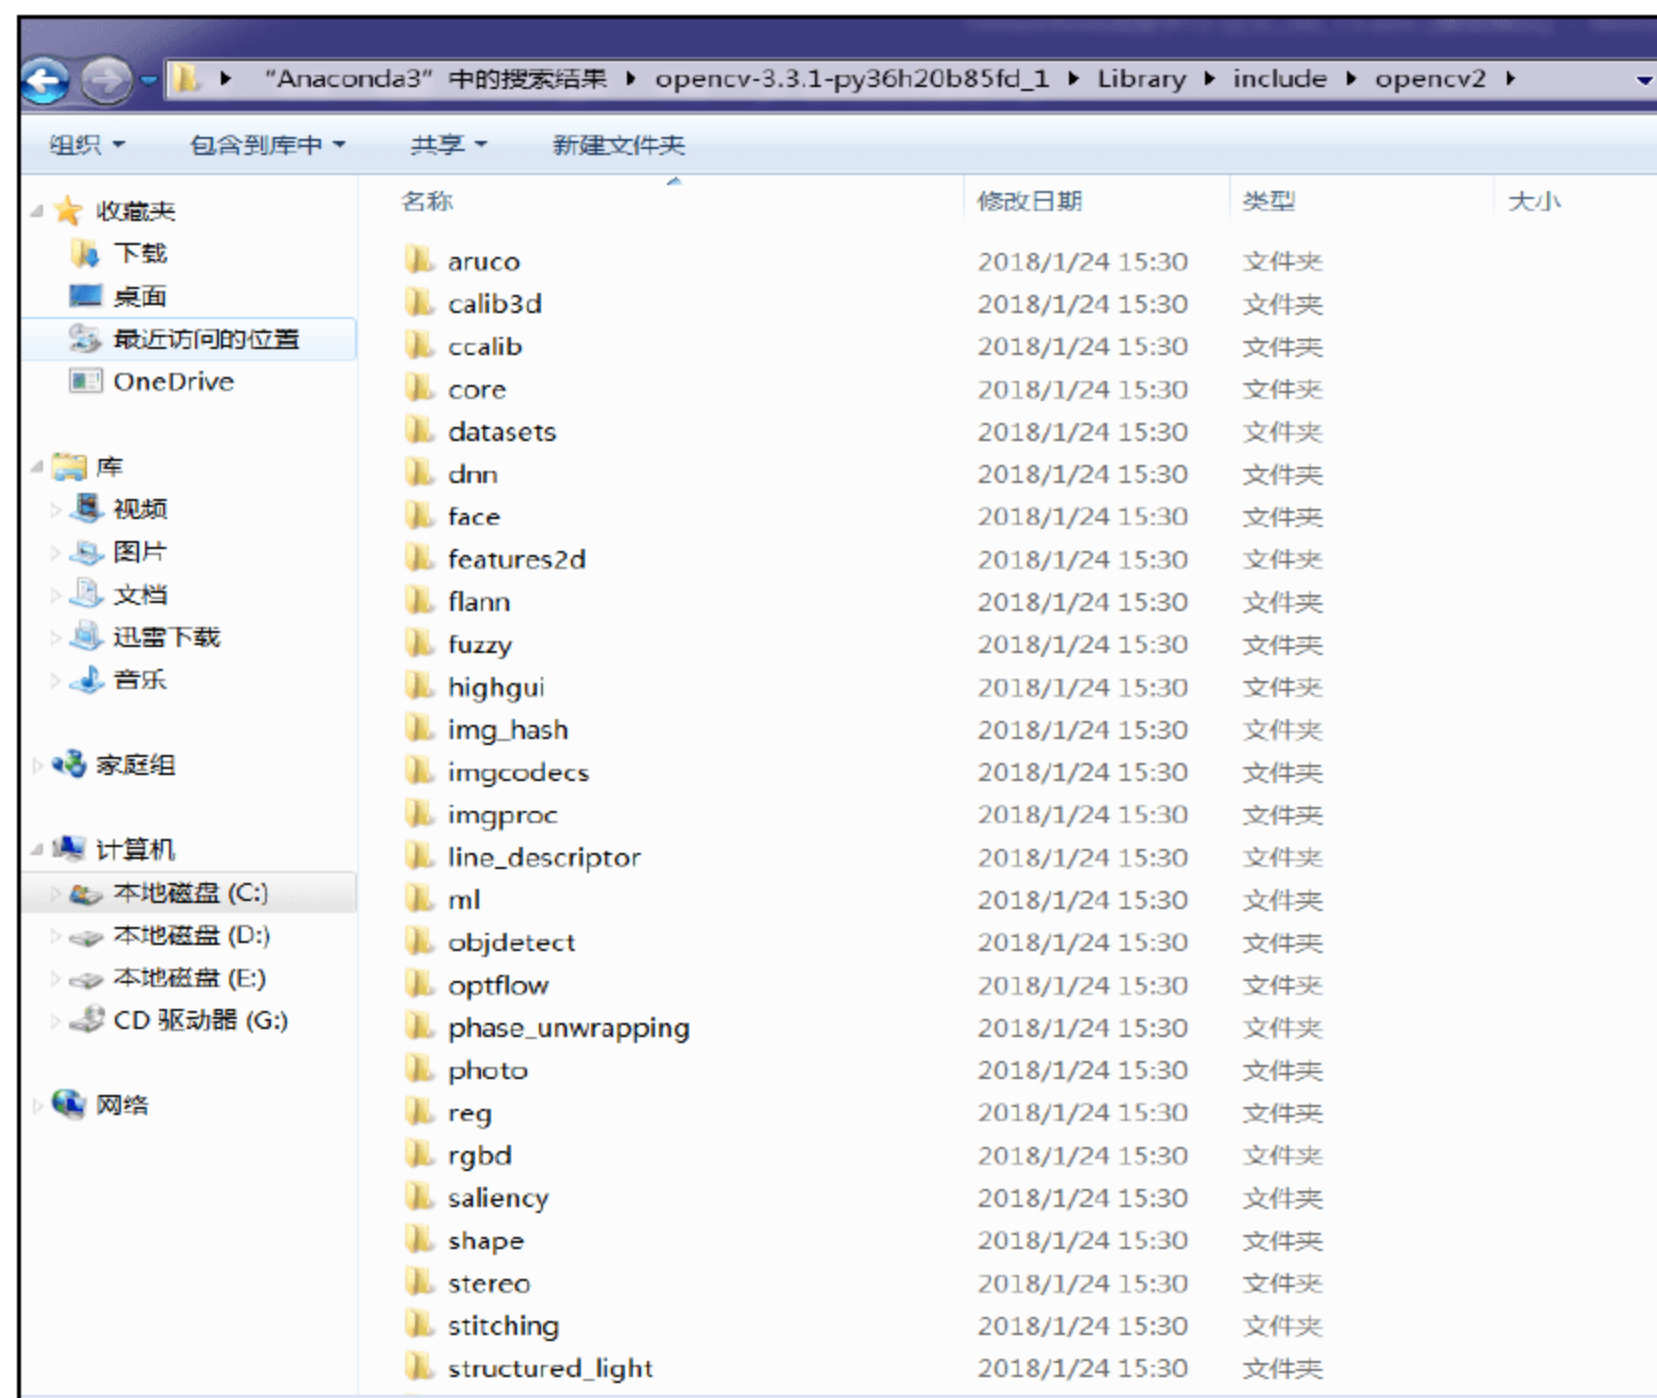 "Anaconda3" 中的搜索结果 opencv-3.3.1-py36h20b85fd_1 Library include opencv2
组织 包含到库中 共享 新建文件夹
收藏夹
下载
桌面
最近访问的位置
OneDrive
库
视频
图片
文档
迅雷下载
音乐
家庭组
计算机
本地磁盘 (C:)
本地磁盘 (D:)
本地磁盘 (E:)
CD 驱动器 (G:)
网络
名称 修改日期 类型 大小
aruco 2018/1/24 15:30 文件夹
calib3d 2018/1/24 15:30 文件夹
ccalib 2018/1/24 15:30 文件夹
core 2018/1/24 15:30 文件夹
datasets 2018/1/24 15:30 文件夹
dnn 2018/1/24 15:30 文件夹
face 2018/1/24 15:30 文件夹
features2d 2018/1/24 15:30 文件夹
flann 2018/1/24 15:30 文件夹
fuzzy 2018/1/24 15:30 文件夹
highgui 2018/1/24 15:30 文件夹
img_hash 2018/1/24 15:30 文件夹
imgcodecs 2018/1/24 15:30 文件夹
imgproc 2018/1/24 15:30 文件夹
line_descriptor 2018/1/24 15:30 文件夹
ml 2018/1/24 15:30 文件夹
objdetect 2018/1/24 15:30 文件夹
optflow 2018/1/24 15:30 文件夹
phase_unwrapping 2018/1/24 15:30 文件夹
photo 2018/1/24 15:30 文件夹
reg 2018/1/24 15:30 文件夹
rgbd 2018/1/24 15:30 文件夹
saliency 2018/1/24 15:30 文件夹
shape 2018/1/24 15:30 文件夹
stereo 2018/1/24 15:30 文件夹
stitching 2018/1/24 15:30 文件夹
structured_light 2018/1/24 15:30 文件夹